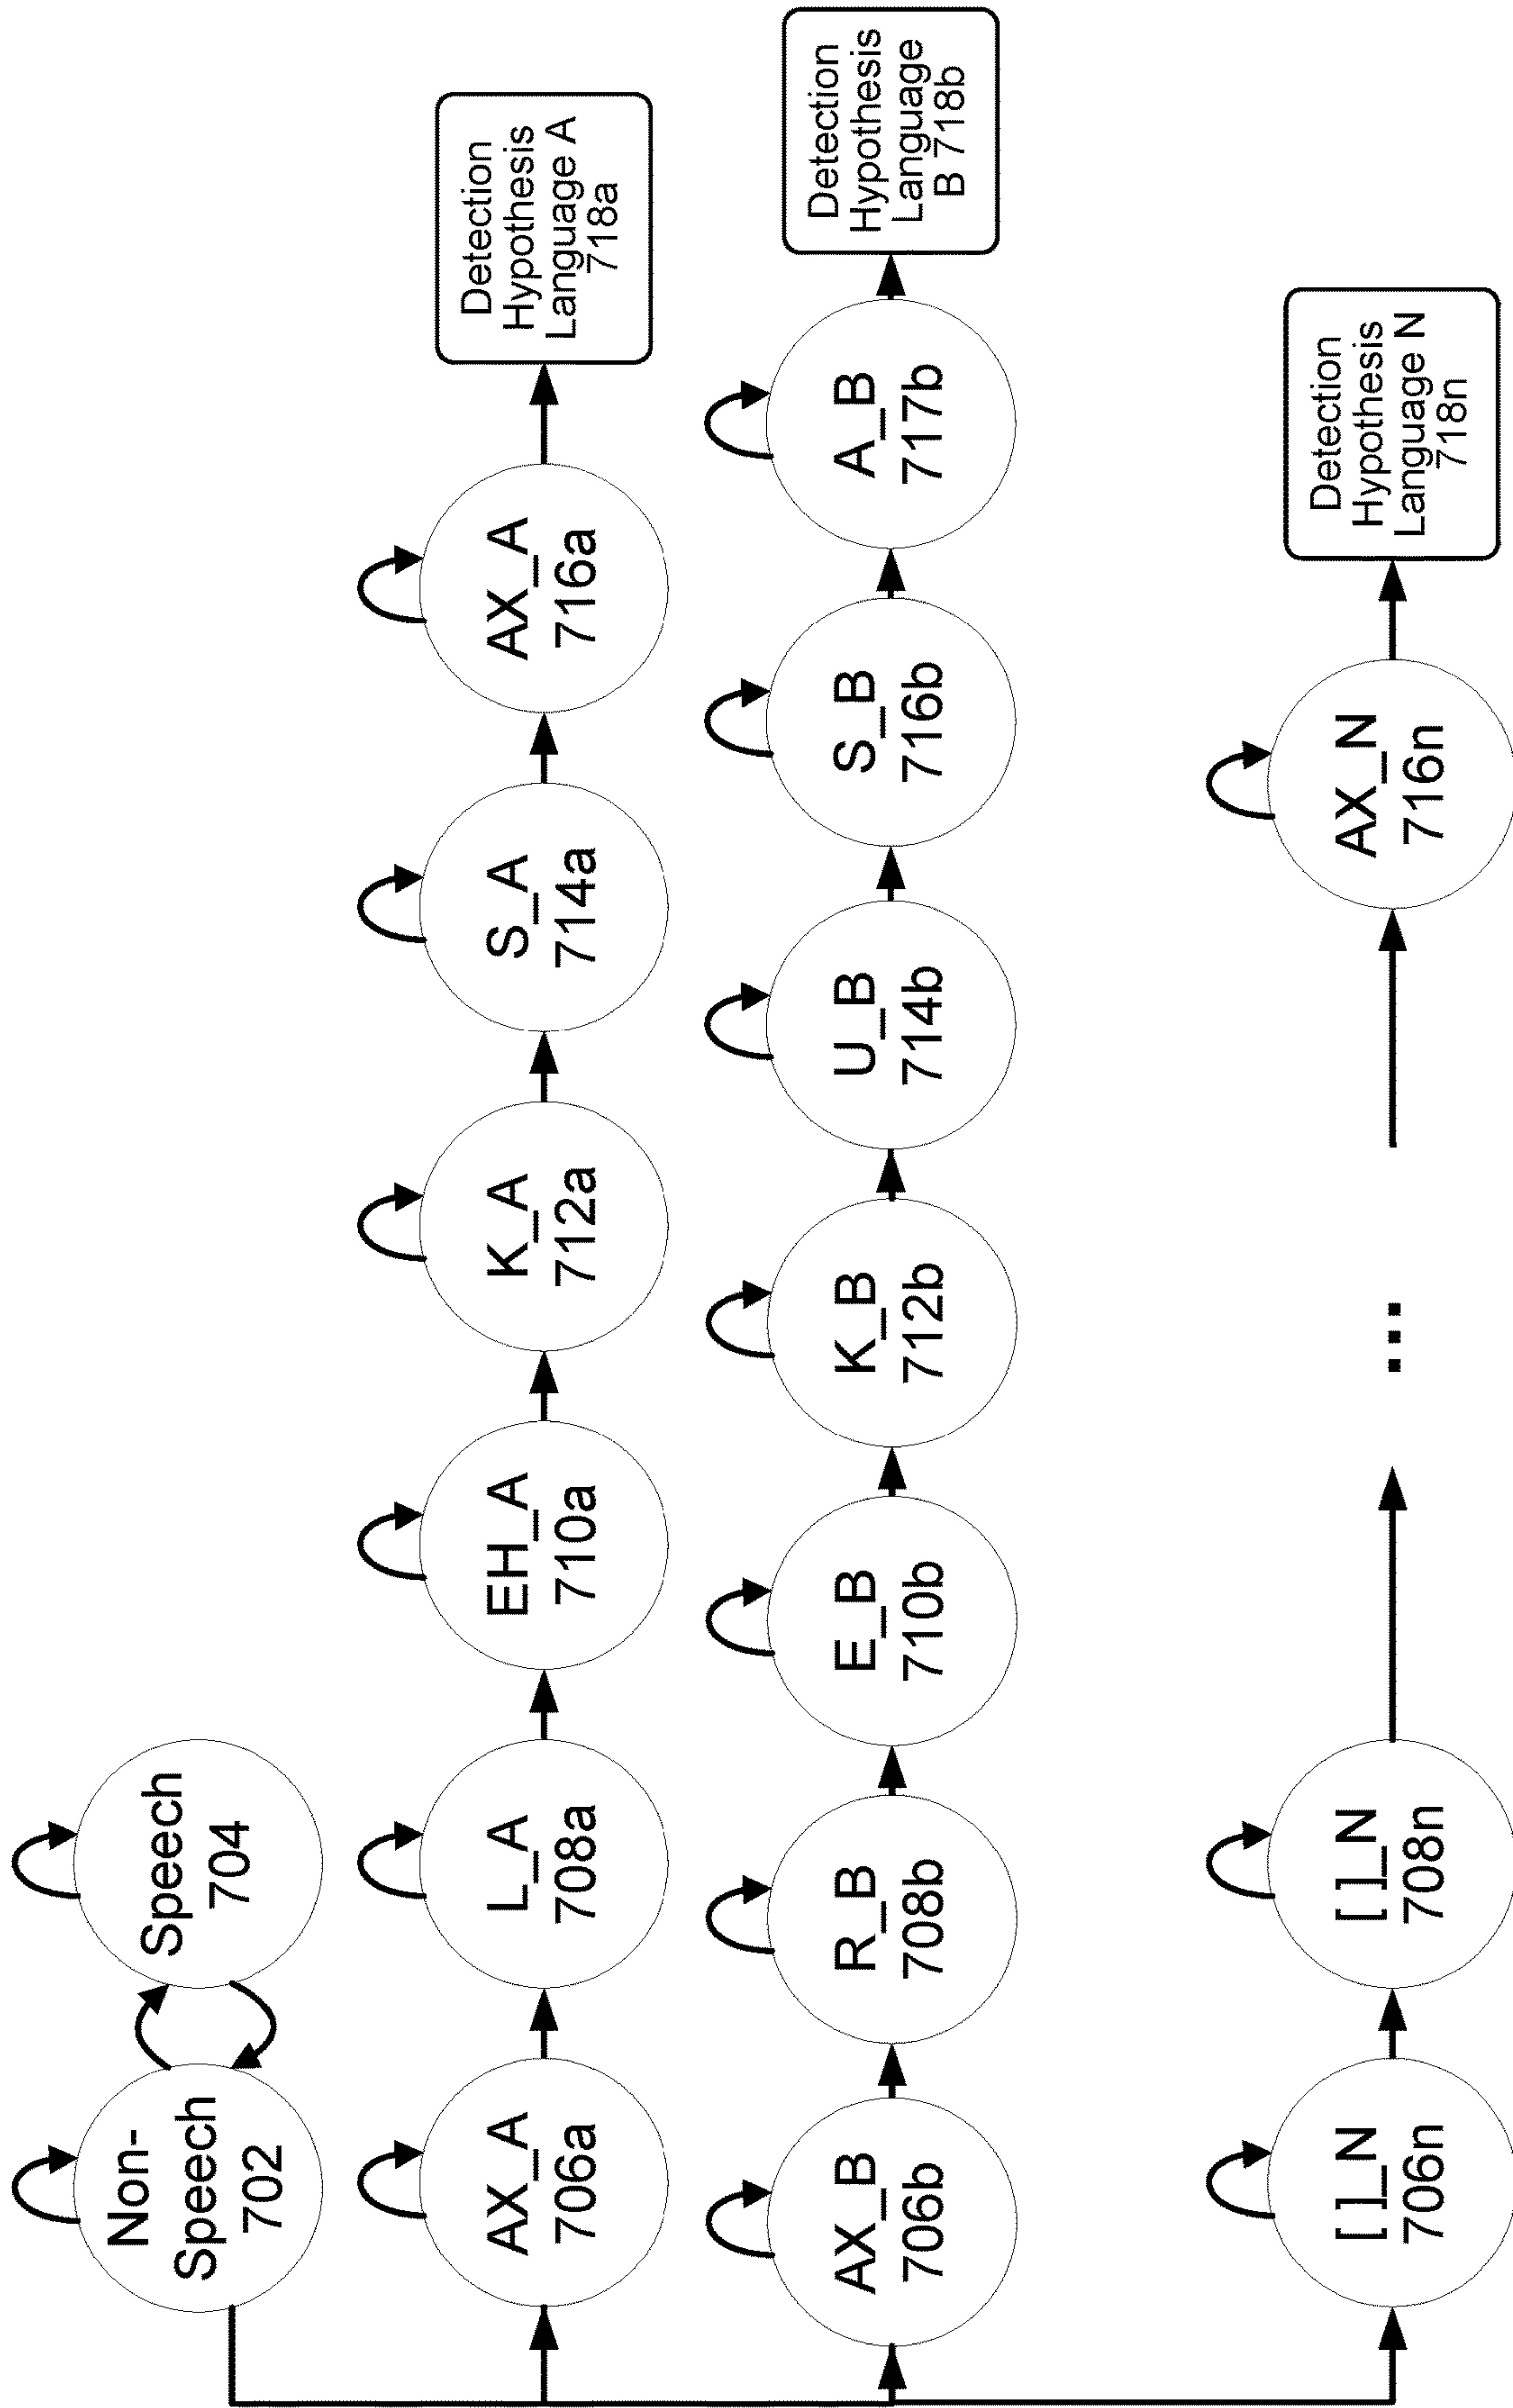 Non-
Speech
702
Speech
704
AX_A
706a
L_A
708a
EH_A
710a
K_A
712a
S_A
714a
AX_A
716a
Detection
Hypothesis
Language A
718a
AX_B
706b
R_B
708b
E_B
710b
K_B
712b
U_B
714b
S_B
716b
A_B
717b
Detection
Hypothesis
Language
B 718b
[ ]_N
706n
[ ]_N
708n
...
AX_N
716n
Detection
Hypothesis
Language N
718n